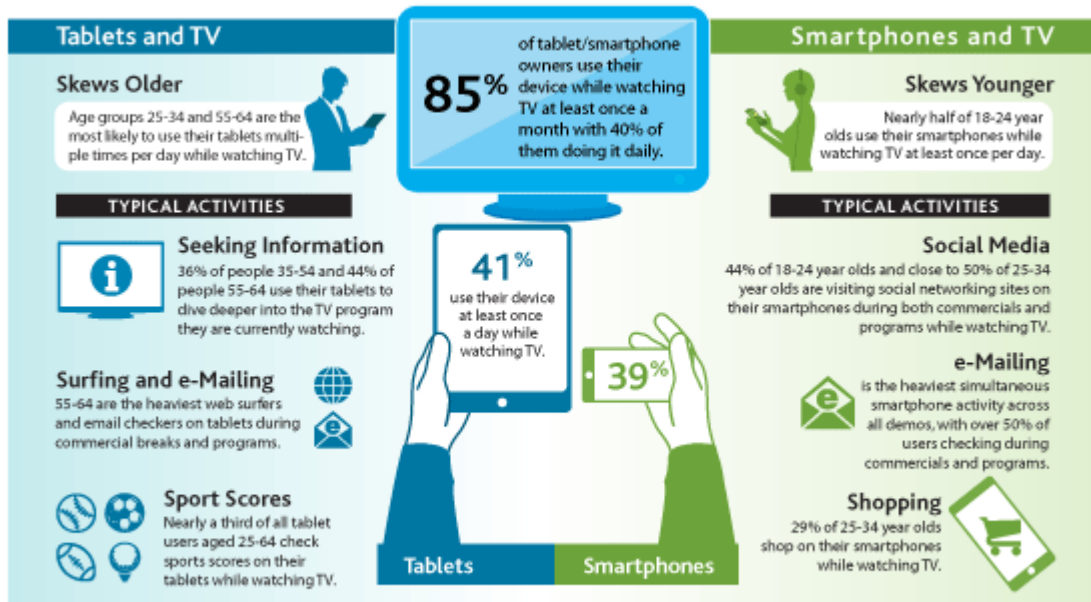 Tablets and TV
Skews Older
Age groups 25-34 and 55-64 are the
most likely to use their tablets multi-
ple times per day while watching TV.
TYPICAL ACTIVITIES
Seeking Information
36% of people 35-54 and 44% of
people 55-64 use their tablets to
dive deeper into the TV program
they are currently watching.
Surfing and e-Mailing
55-64 are the heaviest web surfers
and email checkers on tablets during
commercial breaks and programs.
e
Sport Scores
Nearly a third of all tablet
users aged 25-64 check
sports scores on their
tablets while watching TV.
85%
of tablet/smartphone
owners use their
device while watching
TV at least once a
month with 40% of
them doing it daily.
41%
use their device
at least once
a day while
watching TV.
39%
Tablets
Smartphones
Smartphones and TV
Skews Younger
Nearly half of 18-24 year
olds use their smartphones while
watching TV at least once per day.
TYPICAL ACTIVITIES
Social Media
44% of 18-24 year olds and close to 50% of 25-34
year olds are visiting social networking sites on
their smartphones during both commercials and
programs while watching TV.
e-Mailing
e
is the heaviest simultaneous
smartphone activity across
all demos, with over 50% of
users checking during
commercials and programs.
Shopping
29% of 25-34 year olds
shop on their smartphones
while watching TV.